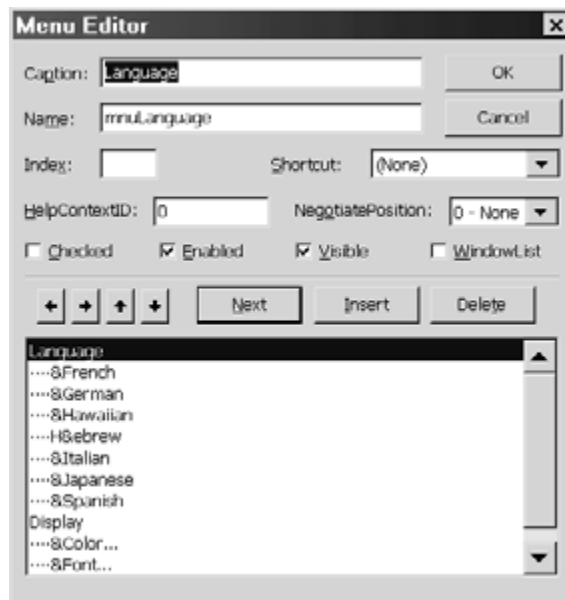 Menu Editor
Caption: Language OK
Name: mnuLanguage Cancel
Index: Shortcut: (None)
HelpContextID: 0 NegotiatePosition: 0 - None
Checked Enabled Visible WindowList
Next Insert Delete
Language
····&French
····&German
····&Hawaiian
····H&ebrew
····&Italian
····&Japanese
····&Spanish
Display
····&Color...
····&Font...